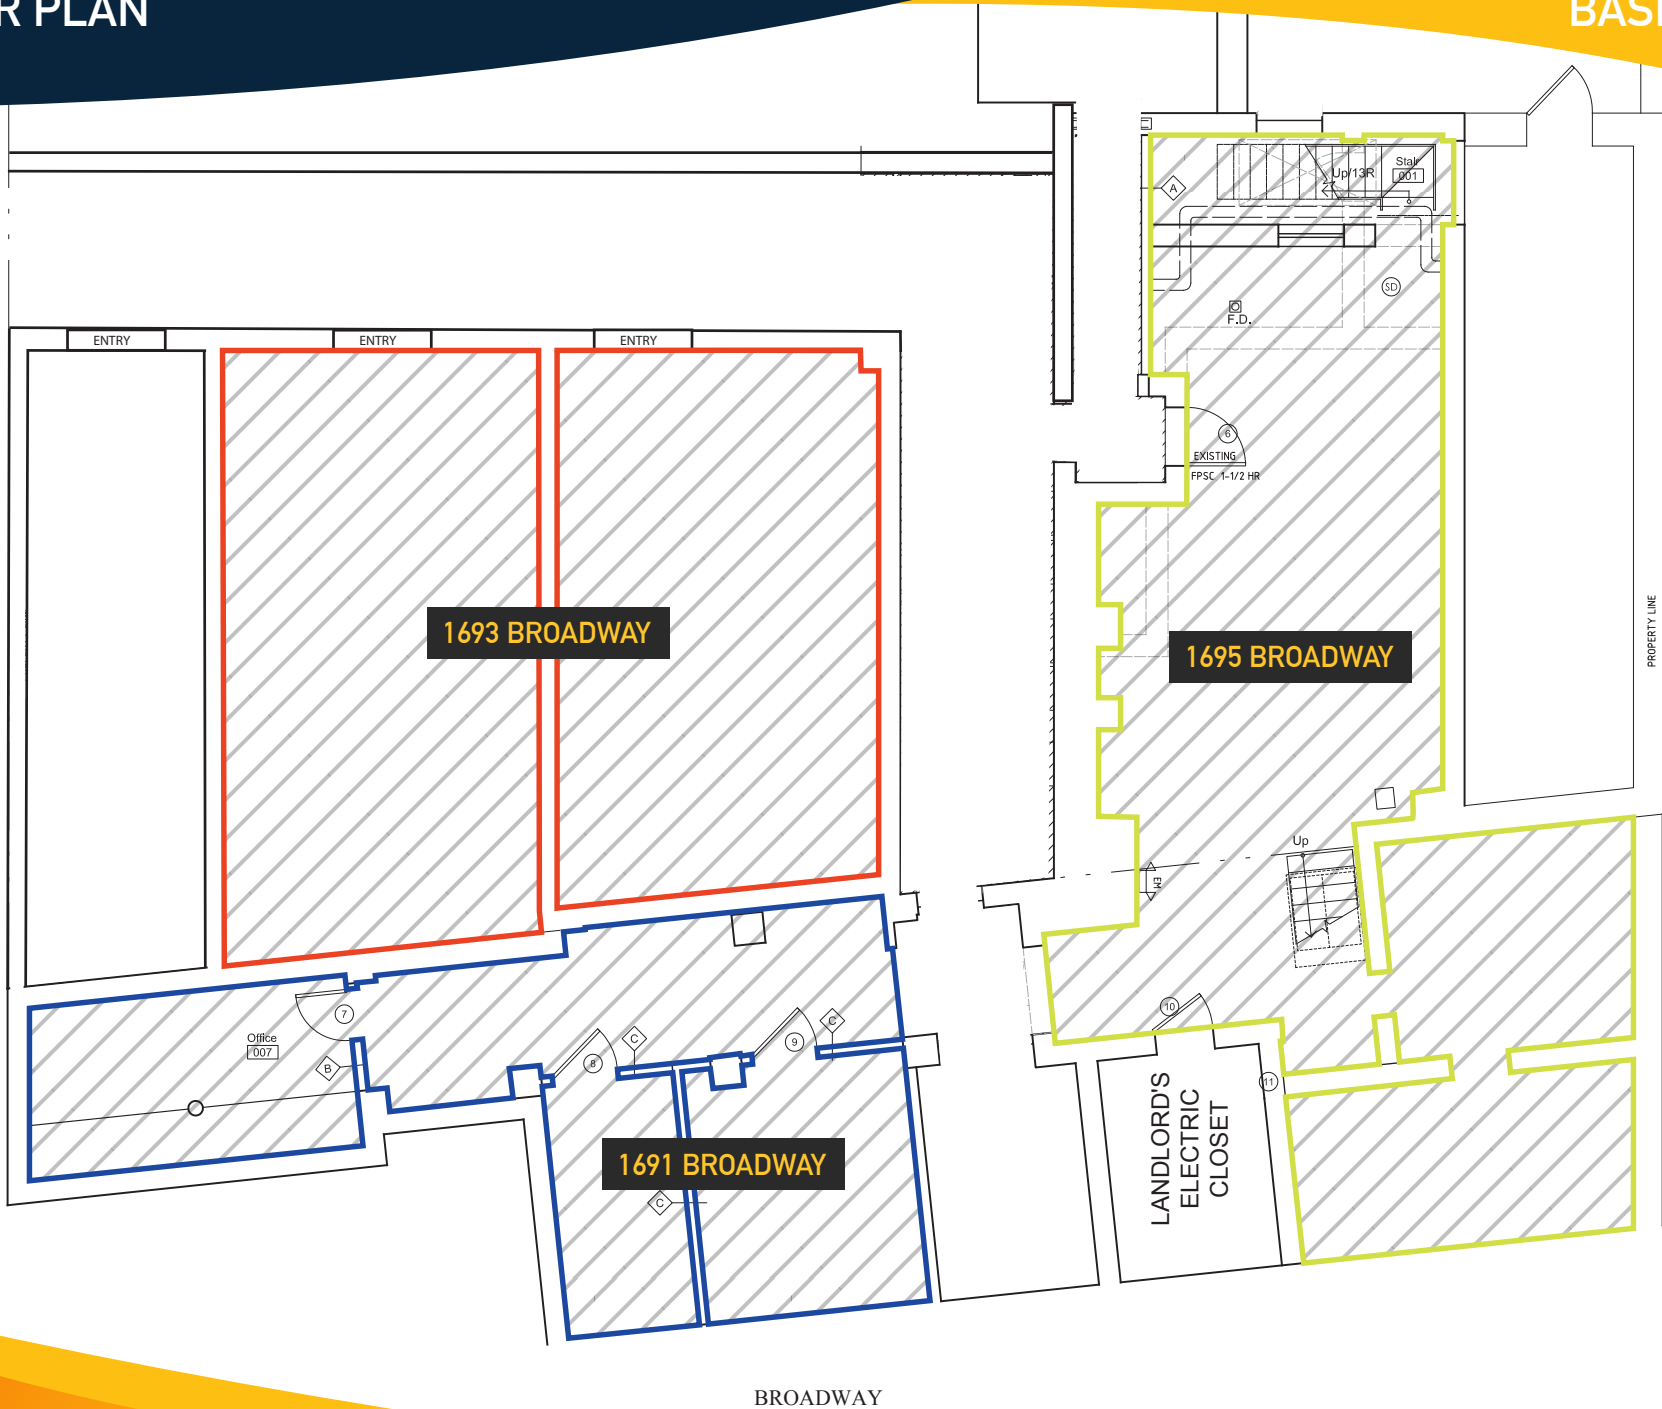 R PLAN
BASE
Up/13R
Stair
001
A
SD
F.D.
ENTRY
ENTRY
ENTRY
6
EXISTING
FPSC 1-1/2 HR
PROPERTY LINE
1693 BROADWAY
1695 BROADWAY
Up
EM
7
Office
007
B
8
C
9
C
10
11
LANDLORD'S
ELECTRIC
CLOSET
1691 BROADWAY
C
BROADWAY